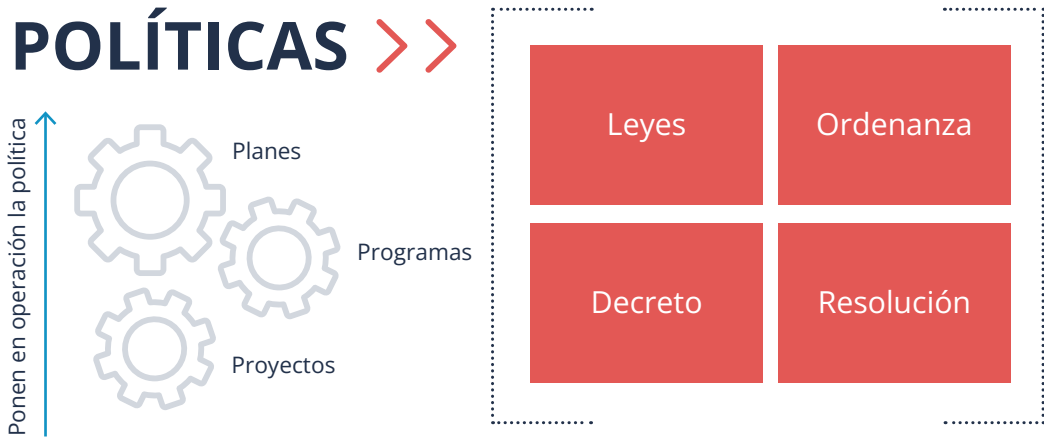 POLÍTICAS
Ponen en operación la política
Planes
Programas
Proyectos
Leyes
Ordenanza
Decreto
Resolución